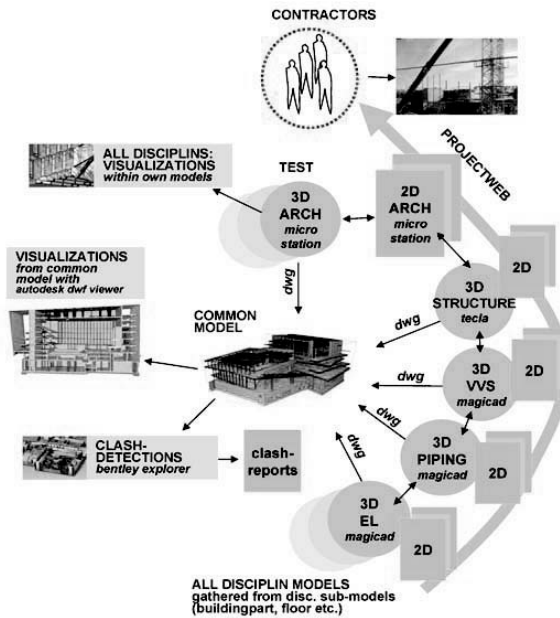 CONTRACTORS
PROJECTWEB
ALL DISCIPLINS:
VISUALIZATIONS
within own models
TEST
3D
ARCH
micro
station
2D
ARCH
micro
station
2D
VISUALIZATIONS
from common
model with
autodesk dwf viewer
dwg
3D
STRUCTURE
tecla
COMMON
MODEL
dwg
2D
3D
VVS
magicad
dwg
CLASH-
DETECTIONS
bentley explorer
clash-
reports
dwg
3D
PIPING
magicad
2D
dwg
3D
EL
magicad
2D
ALL DISCIPLIN MODELS
gathered from disc. sub-models
(buildingpart, floor etc.)